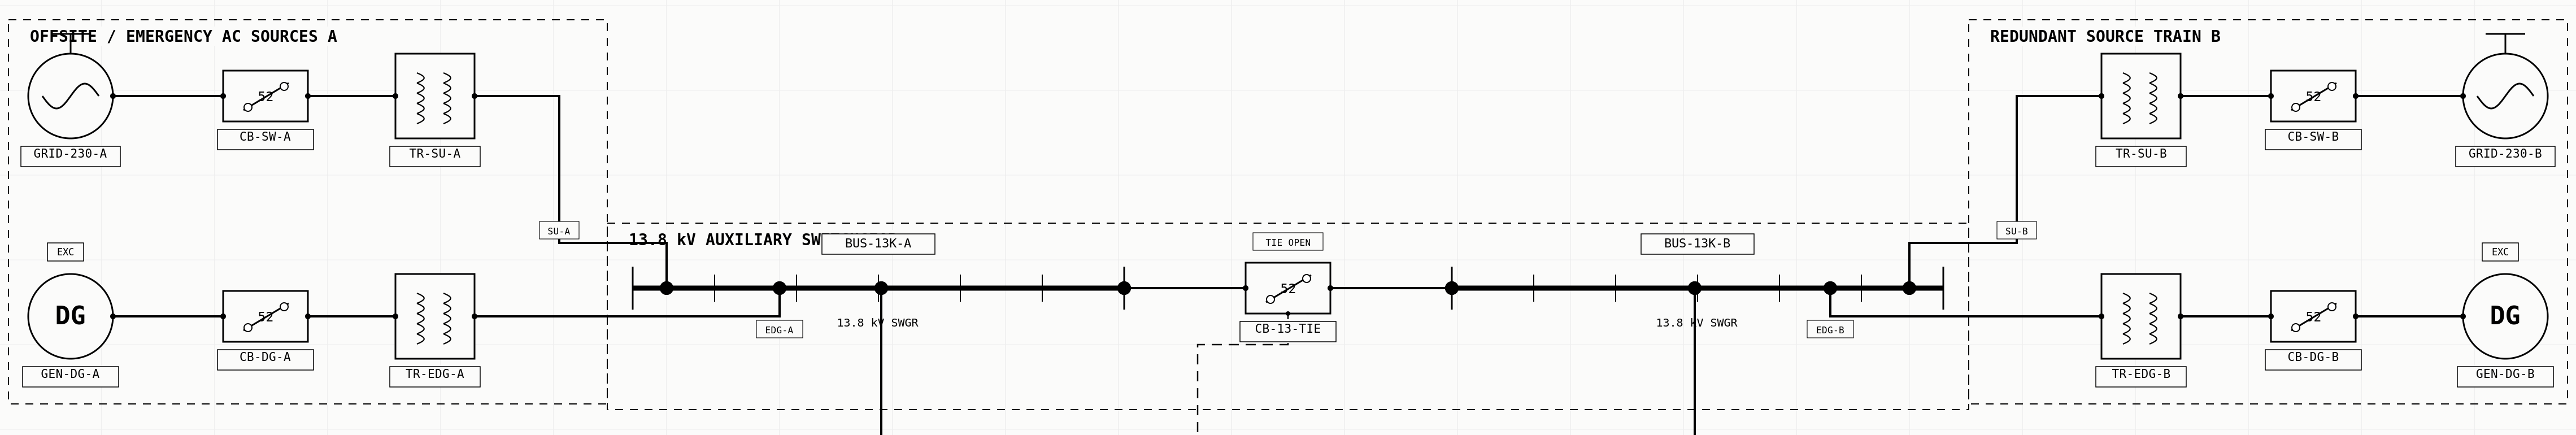 OFFSITE / EMERGENCY AC SOURCES A
REDUNDANT SOURCE TRAIN B
52
52
CB-SW-A
GRID-230-A
TR-SU-A
TR-SU-B
CB-SW-B
GRID-230-B
SU-A
SU-B
13.8 kV AUXILIARY SW
BUS-13K-A
TIE OPEN
BUS-13K-B
EXC
EXC
52
DG
52
52
DG
13.8 kV SWGR
13.8 kV SWGR
EDG-A
CB-13-TIE
EDG-B
CB-DG-A
CB-DG-B
GEN-DG-A
TR-EDG-A
TR-EDG-B
GEN-DG-B